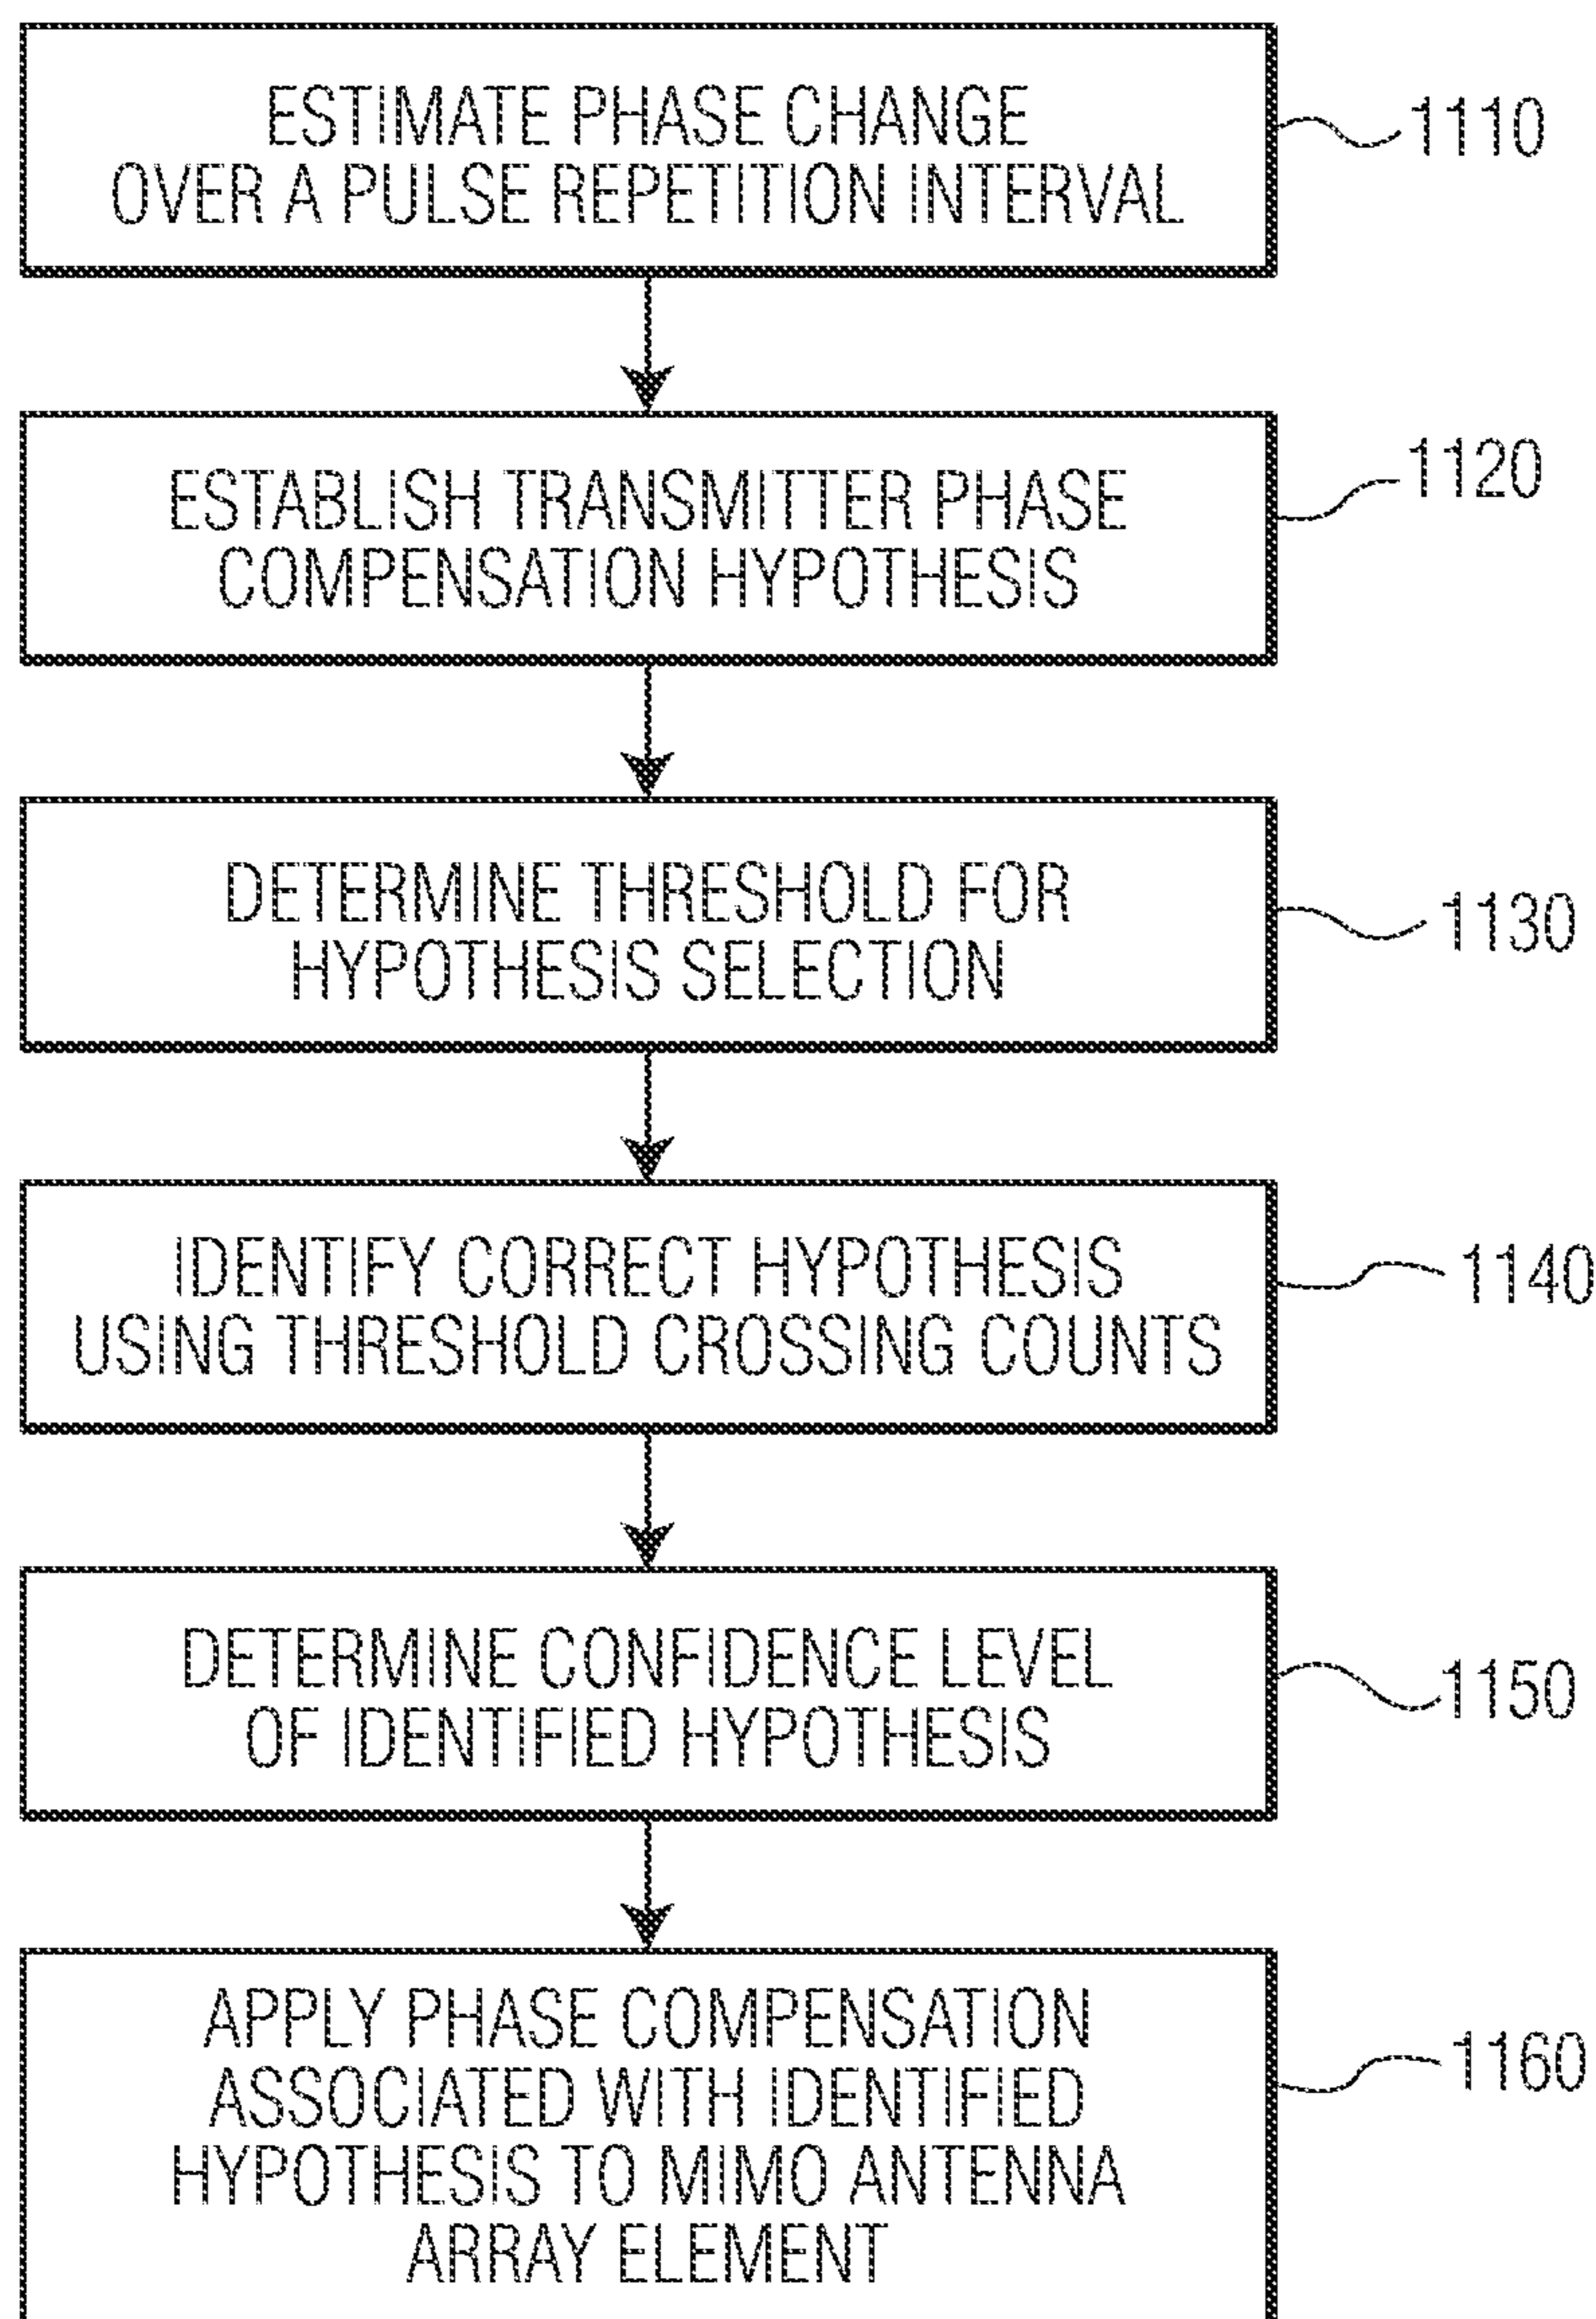 ESTIMATE PHASE CHANGE
OVER A PULSE REPETITION INTERVAL
1110
ESTABLISH TRANSMITTER PHASE
COMPENSATION HYPOTHESIS
1120
DETERMINE THRESHOLD FOR
HYPOTHESIS SELECTION
1130
IDENTIFY CORRECT HYPOTHESIS
USING THRESHOLD CROSSING COUNTS
1140
DETERMINE CONFIDENCE LEVEL
OF IDENTIFIED HYPOTHESIS
1150
APPLY PHASE COMPENSATION
ASSOCIATED WITH IDENTIFIED
HYPOTHESIS TO MIMO ANTENNA
ARRAY ELEMENT
1160